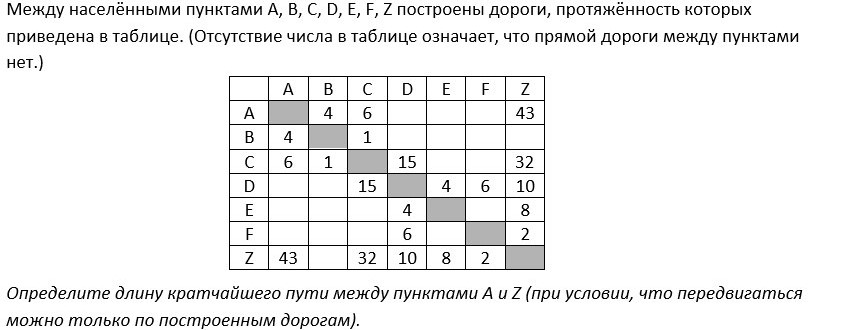 Между населёнными пунктами A, B, C, D, E, F, Z построены дороги, протяжённость которых
приведена в таблице. (Отсутствие числа в таблице означает, что прямой дороги между пунктами
нет.)
A B C D E F Z
A 4 6 43
B 4 1
C 6 1 15 32
D 15 4 6 10
E 4 8
F 6 2
Z 43 32 10 8 2
Определите длину кратчайшего пути между пунктами A и Z (при условии, что передвигаться
можно только по построенным дорогам).